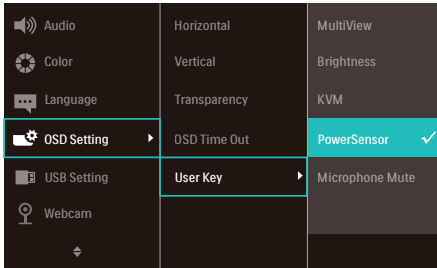 Audio
Color
Language
OSD Setting
USB Setting
Webcam
Horizontal
Vertical
Transparency
OSD Time Out
User Key
MultiView
Brightness
KVM
PowerSensor
Microphone Mute